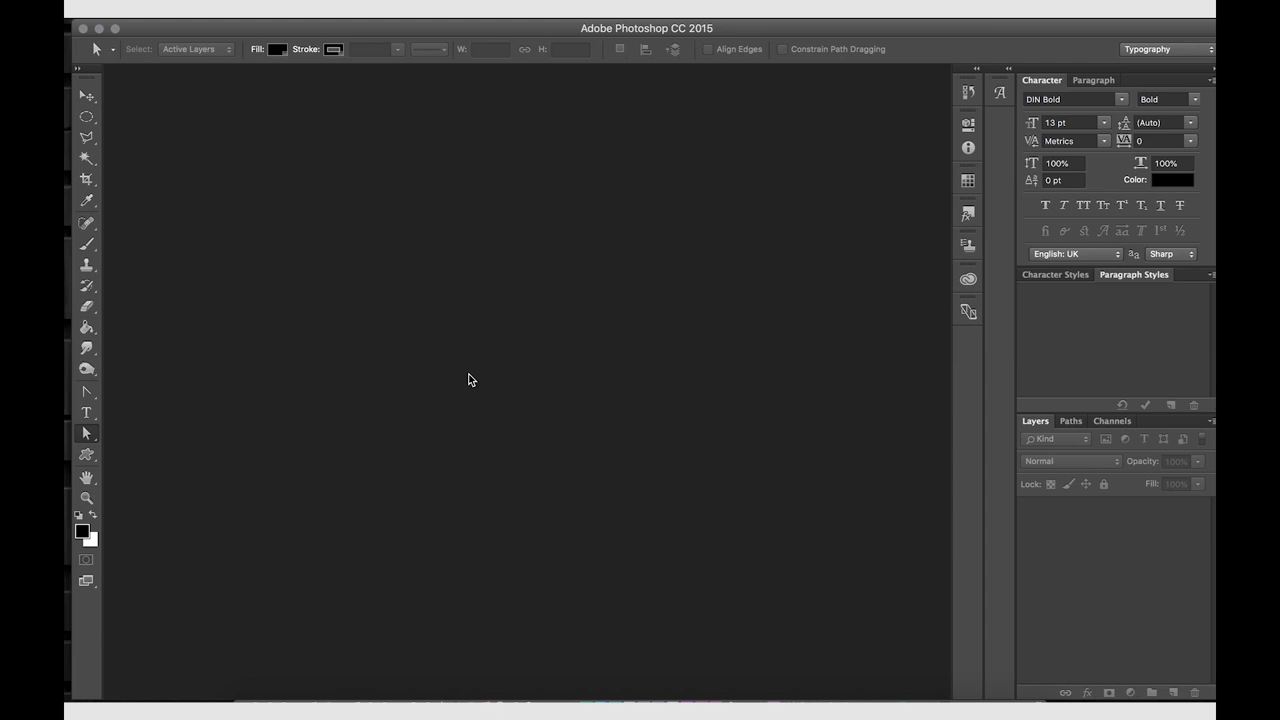 Adobe Photoshop CC 2015
Select: Active Layers Fill: Stroke: W: H: Align Edges Constrain Path Dragging Typography
Character Paragraph
DIN Bold Bold
13 pt (Auto)
Metrics 0
100% 100%
0 pt Color:
English: UK Sharp
Character Styles Paragraph Styles
Layers Paths Channels
Kind
Normal Opacity: 100%
Lock: Fill: 100%